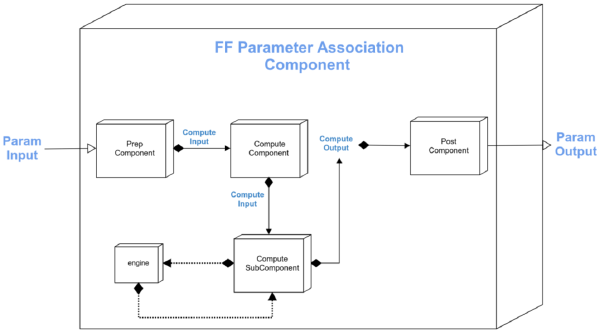 FF Parameter Association
Component
Param
Input
Prep
Component
Compute
Input
Compute
Component
Compute
Output
Post
Component
Param
Output
Compute
Input
engine
Compute
SubComponent